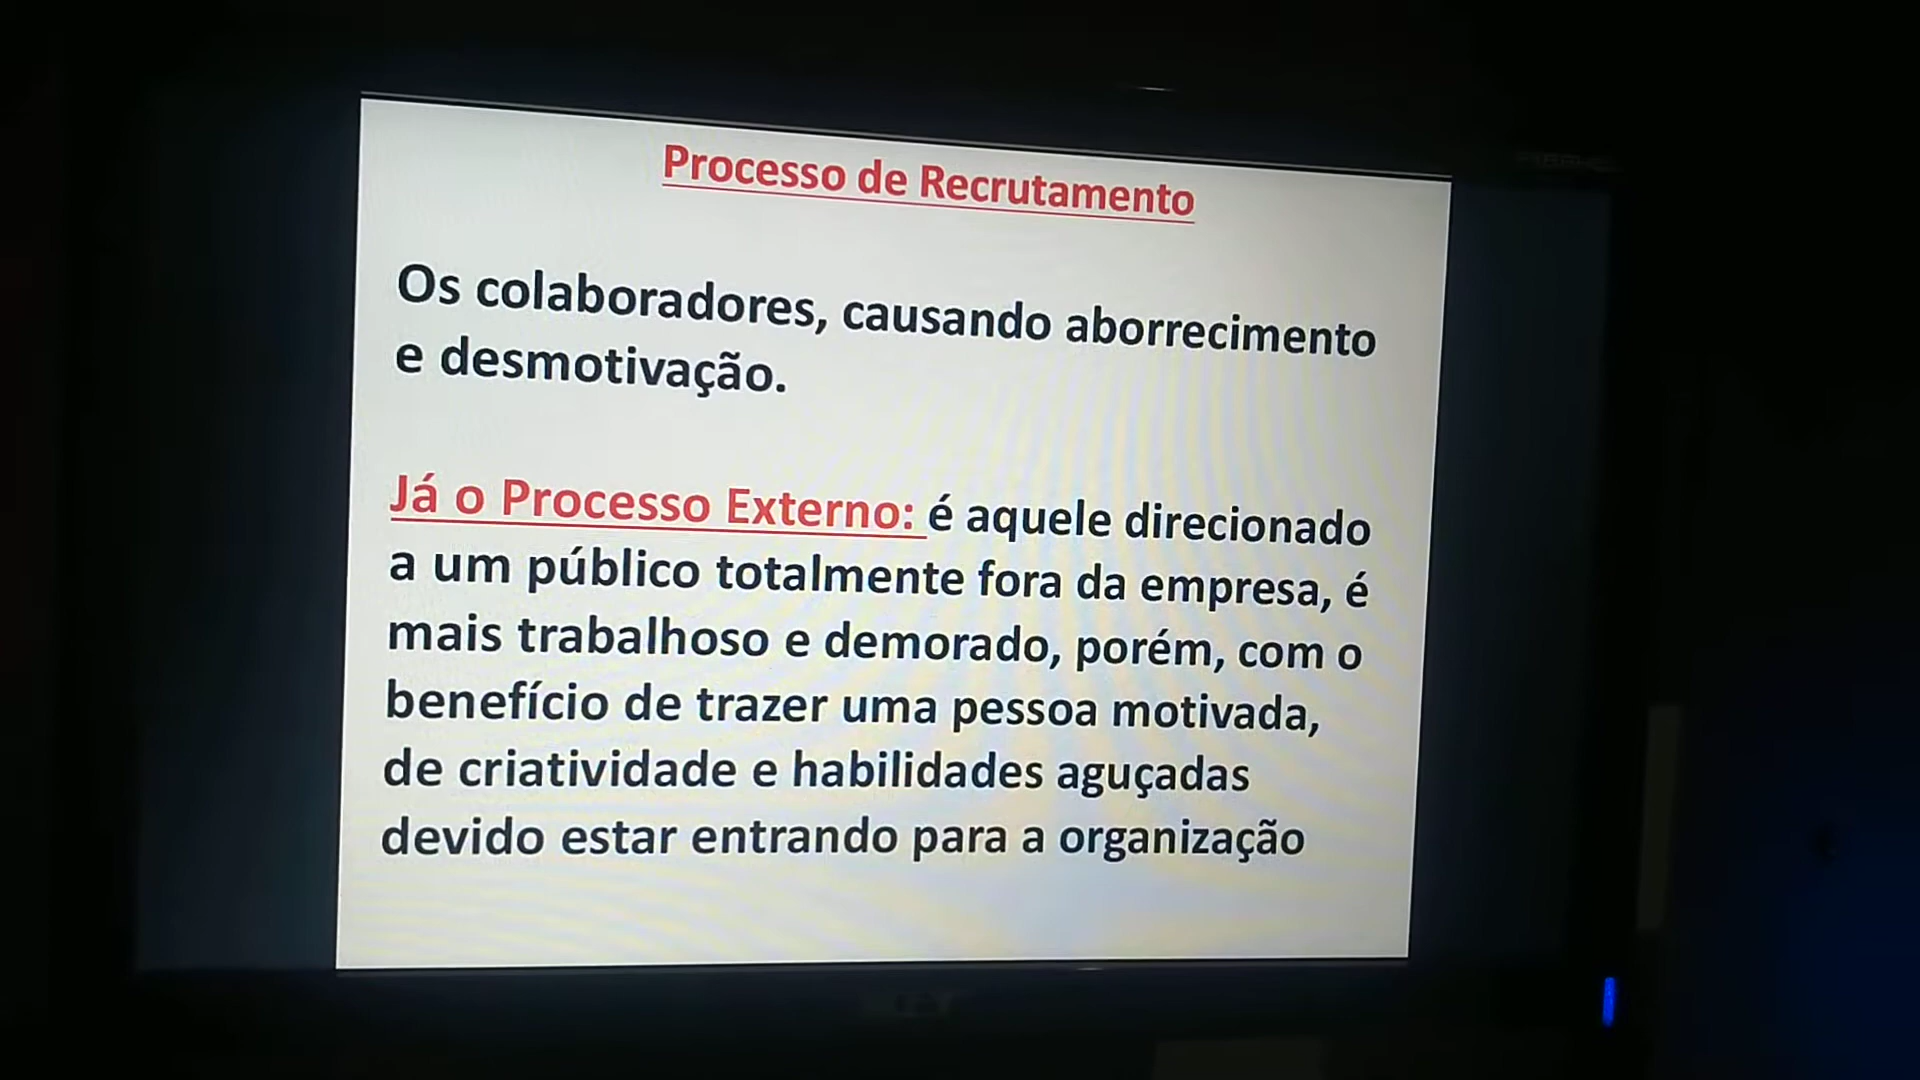 Processo de Recrutamento
Os colaboradores, causando aborrecimento
e desmotivação.
Já o Processo Externo: é aquele direcionado
a um público totalmente fora da empresa, é
mais trabalhoso e demorado, porém, com o
benefício de trazer uma pessoa motivada,
de criatividade e habilidades aguçadas
devido estar entrando para a organização